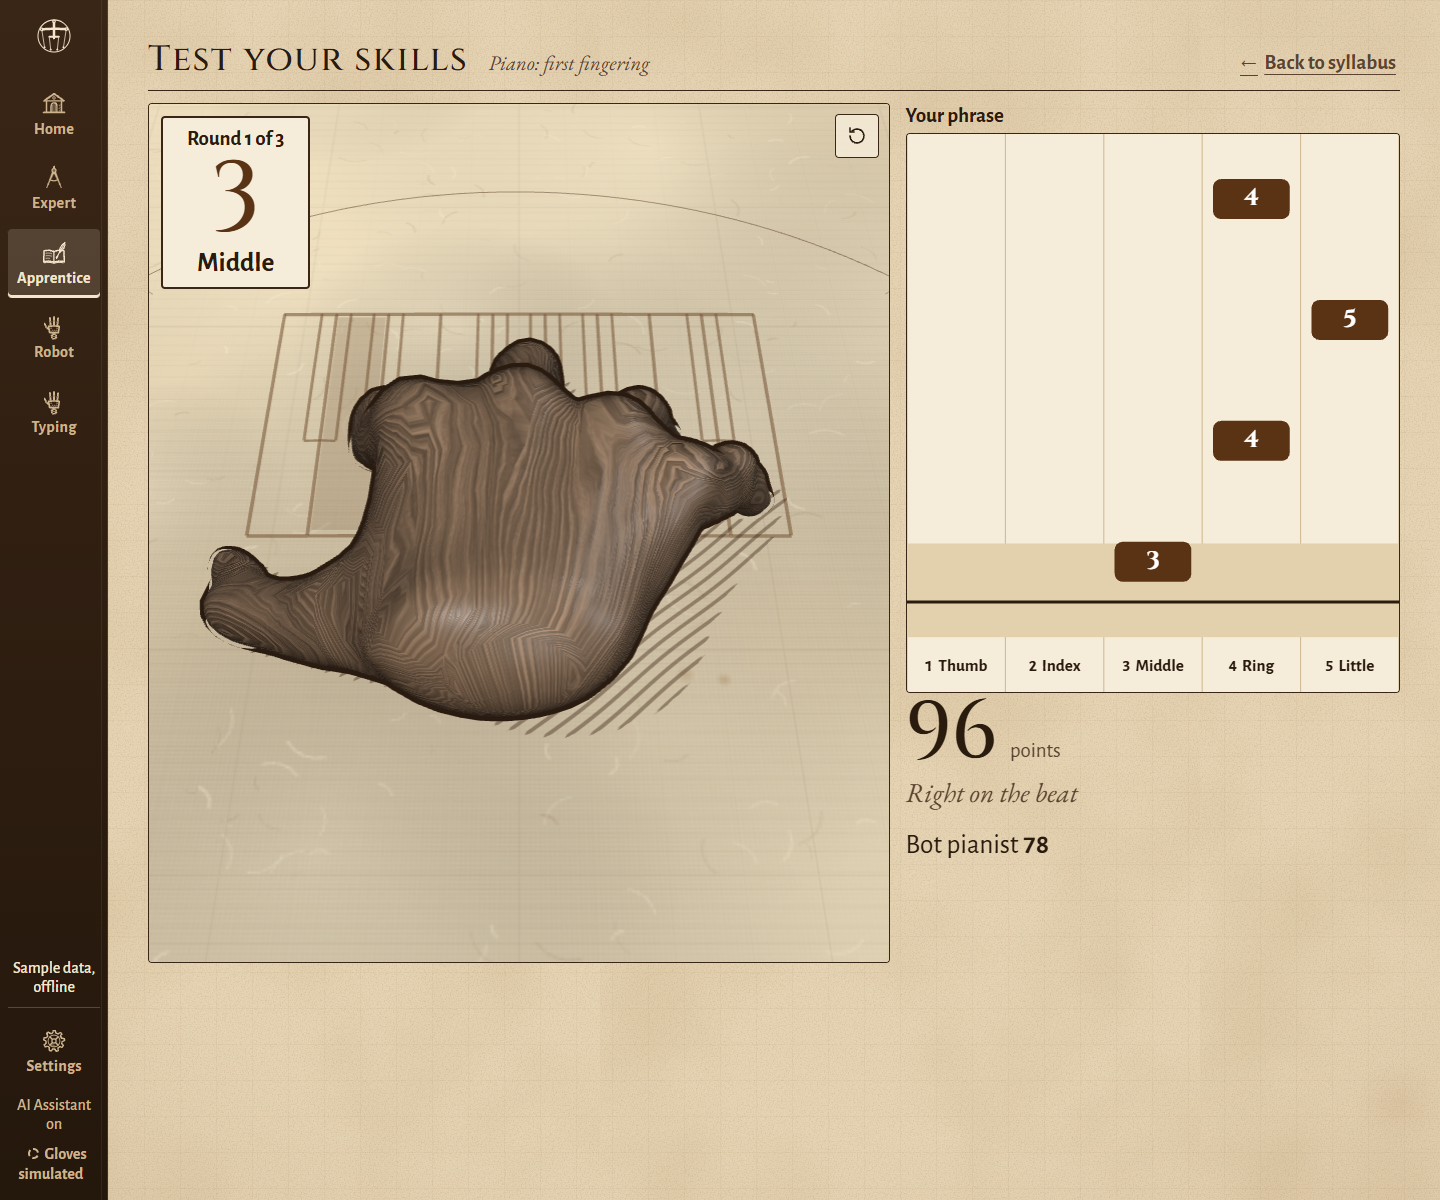 Home
Expert
Apprentice
Robot
Typing
Sample data,
offline
Settings
AI Assistant
on
Gloves
simulated
Test your skills
Piano: first fingering
← Back to syllabus
Round 1 of 3
3
Middle
Your phrase
4
5
4
3
1 Thumb
2 Index
3 Middle
4 Ring
5 Little
96 points
Right on the beat
Bot pianist 78